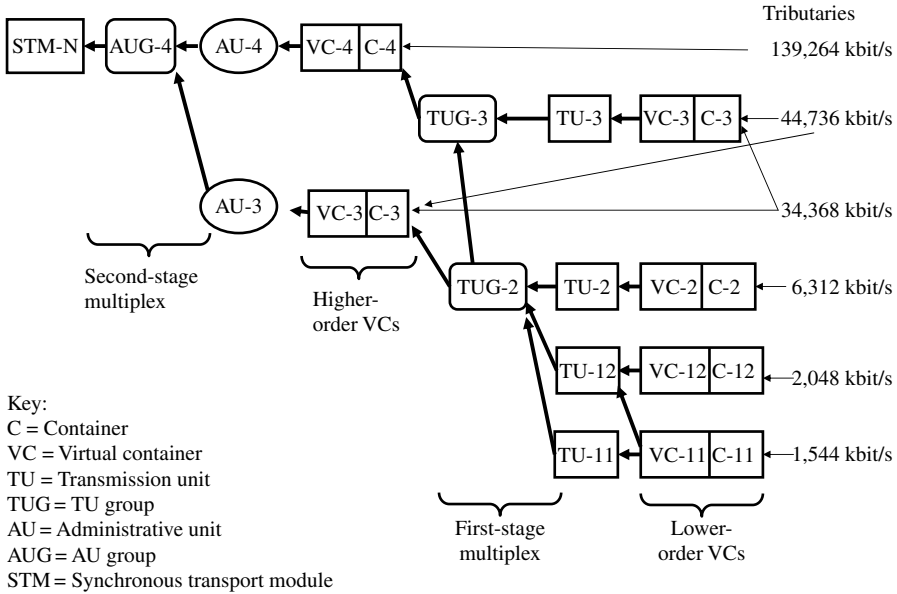 Tributaries
STM-N AUG-4 AU-4 VC-4 C-4 139,264 kbit/s
TUG-3 TU-3 VC-3 C-3 44,736 kbit/s
AU-3 VC-3 C-3 34,368 kbit/s
Second-stage
multiplex
Higher-
order VCs
TUG-2 TU-2 VC-2 C-2 6,312 kbit/s
TU-12 VC-12 C-12 2,048 kbit/s
TU-11 VC-11 C-11 1,544 kbit/s
First-stage
multiplex
Lower-
order VCs
Key:
C = Container
VC = Virtual container
TU = Transmission unit
TUG = TU group
AU = Administrative unit
AUG = AU group
STM = Synchronous transport module